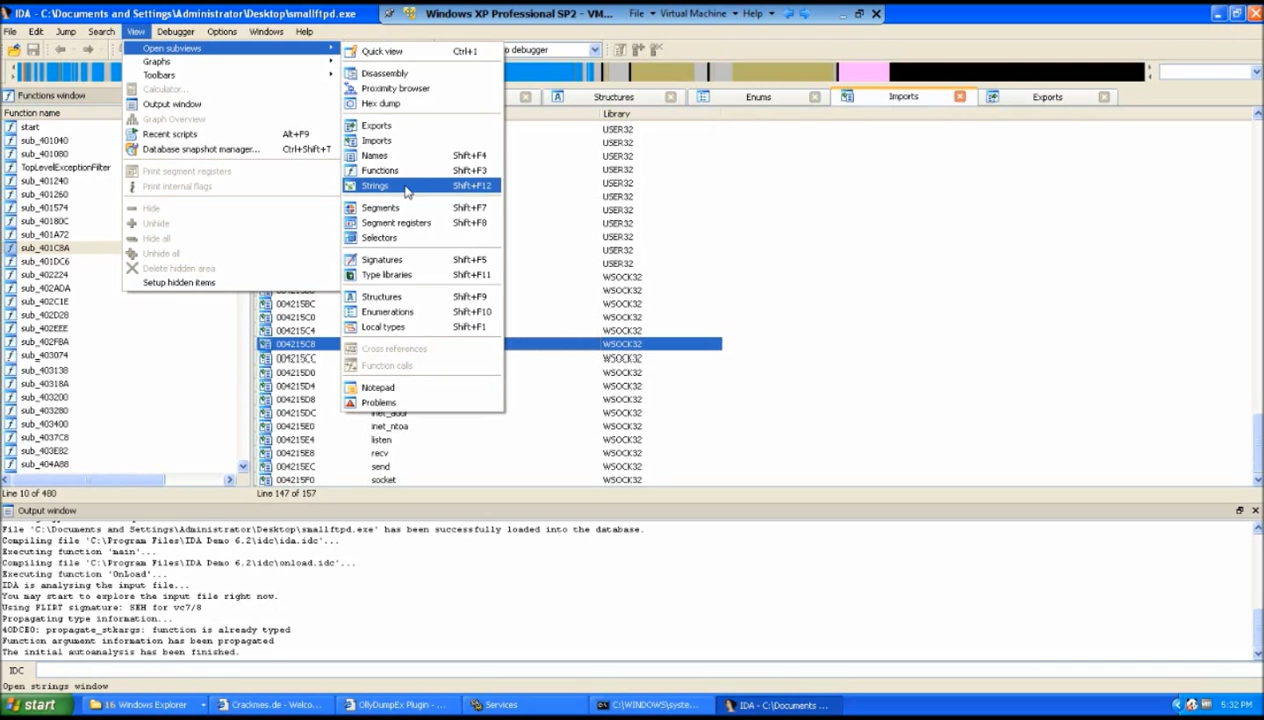 IDA - C:\Documents and Settings\Administrator\Desktop\smallftpd.exe
Windows XP Professional SP2 - VM... File Virtual Machine Help
File Edit Jump Search View Debugger Options Windows Help
Open subviews
Graphs
Toolbars
Calculator...
Output window
Graph Overview
Recent scripts Alt+F9
Database snapshot manager... Ctrl+Shift+T
Print segment registers
Print internal flags
Hide
Unhide
Hide all
Unhide all
Delete hidden area
Setup hidden items
Quick view Ctrl+1
Disassembly
Proximity browser
Hex dump
Exports
Imports
Names Shift+F4
Functions Shift+F3
Strings Shift+F12
Segments Shift+F7
Segment registers Shift+F8
Selectors
Signatures Shift+F5
Type libraries Shift+F11
Structures Shift+F9
Enumerations Shift+F10
Local types Shift+F1
Cross references
Function calls
Notepad
Problems
o debugger
Functions window
Structures Enums Imports Exports
Function name
start
sub_401040
sub_401080
TopLevelExceptionFilter
sub_401240
sub_401260
sub_401574
sub_40180C
sub_401A72
sub_401C8A
sub_401DC6
sub_402224
sub_402ADA
sub_402C1E
sub_402D28
sub_402EEE
sub_402FBA
sub_403074
sub_403138
sub_40318A
sub_403200
sub_403280
sub_403400
sub_4037C8
sub_403E82
sub_404A88
Line 10 of 480
Library
USER32
USER32
USER32
USER32
USER32
USER32
USER32
USER32
USER32
USER32
USER32
WSOCK32
WSOCK32
004215BC WSOCK32
004215C0 WSOCK32
004215C4 WSOCK32
004215C8 WSOCK32
004215CC WSOCK32
004215D0 WSOCK32
004215D4 WSOCK32
004215D8 WSOCK32
004215DC inet_addr WSOCK32
004215E0 inet_ntoa WSOCK32
004215E4 listen WSOCK32
004215E8 recv WSOCK32
004215EC send WSOCK32
004215F0 socket WSOCK32
Line 147 of 157
Output window
File 'C:\Documents and Settings\Administrator\Desktop\smallftpd.exe' has been successfully loaded into the database.
Compiling file 'C:\Program Files\IDA Demo 6.2\idc\ida.idc'...
Executing function 'main'...
Compiling file 'C:\Program Files\IDA Demo 6.2\idc\onload.idc'...
Executing function 'OnLoad'...
IDA is analysing the input file...
You may start to explore the input file right now.
Using FLIRT signature: SEH for vc7/8
Propagating type information...
40DCE0: propagate_stkargs: function is already typed
Function argument information has been propagated
The initial autoanalysis has been finished.
IDC
Open strings window
start 16 Windows Explorer Crackmes.de - Welco... OllyDumpEx Plugin - ... Services C:\WINDOWS\syste... IDA - C:\Documents ... 5:32 PM